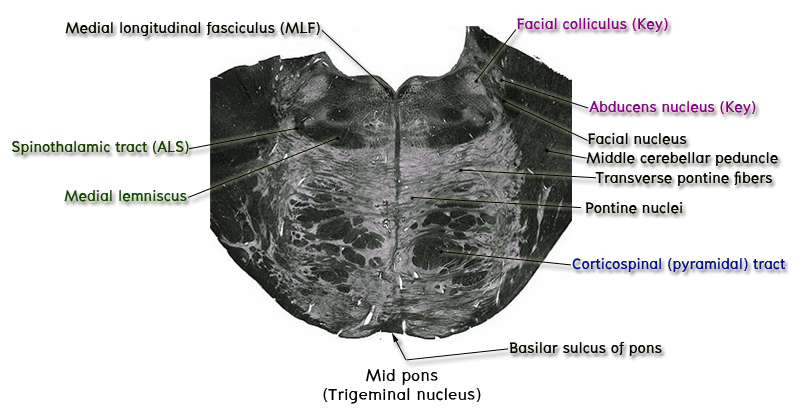 Medial longitudinal fasciculus (MLF)
Facial colliculus (Key)
Abducens nucleus (Key)
Facial nucleus
Spinothalamic tract (ALS)
Middle cerebellar peduncle
Transverse pontine fibers
Medial lemniscus
Pontine nuclei
Corticospinal (pyramidal) tract
Basilar sulcus of pons
Mid pons
(Trigeminal nucleus)